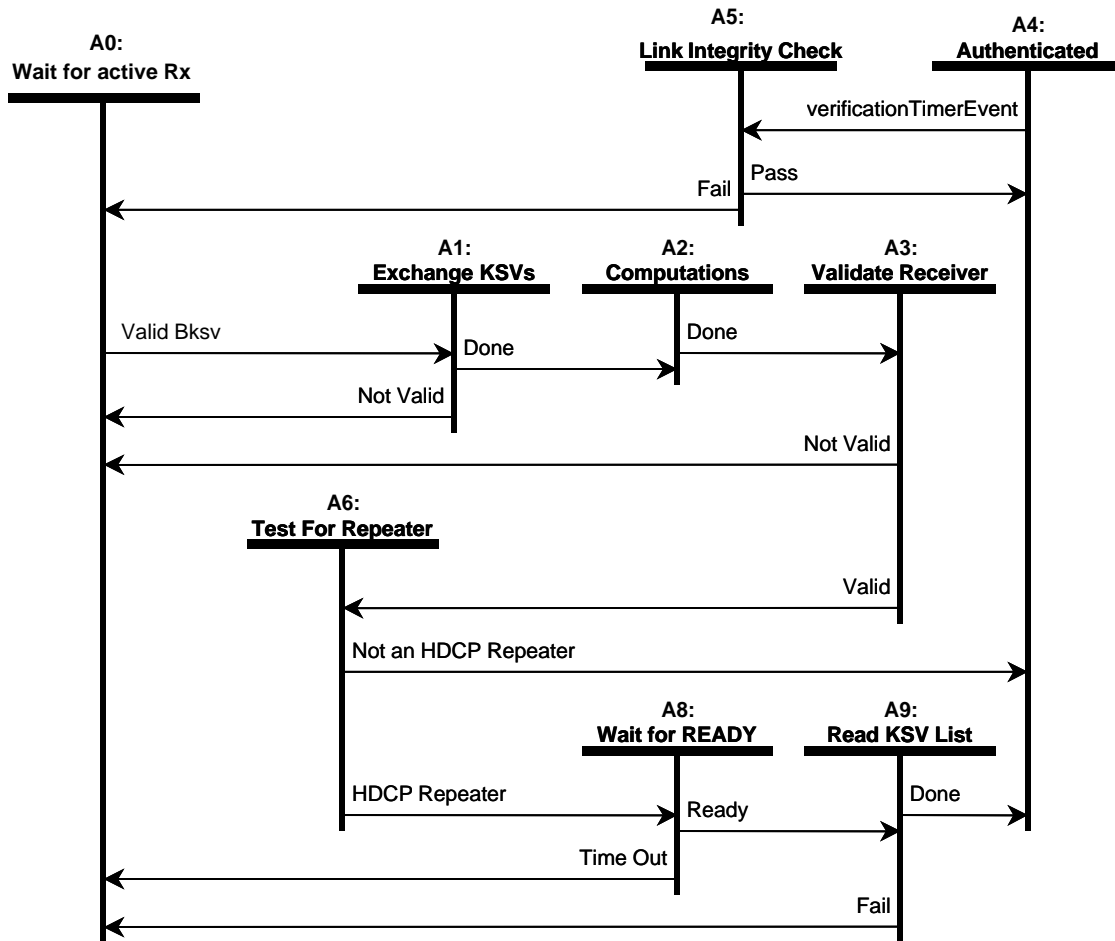 A0:
Wait for active Rx
A5:
Link Integrity Check
A4:
Authenticated
verificationTimerEvent
Pass
Fail
A1:
Exchange KSVs
A2:
Computations
A3:
Validate Receiver
Valid Bksv
Done
Done
Not Valid
Not Valid
A6:
Test For Repeater
Valid
Not an HDCP Repeater
A8:
Wait for READY
A9:
Read KSV List
HDCP Repeater
Ready
Done
Time Out
Fail